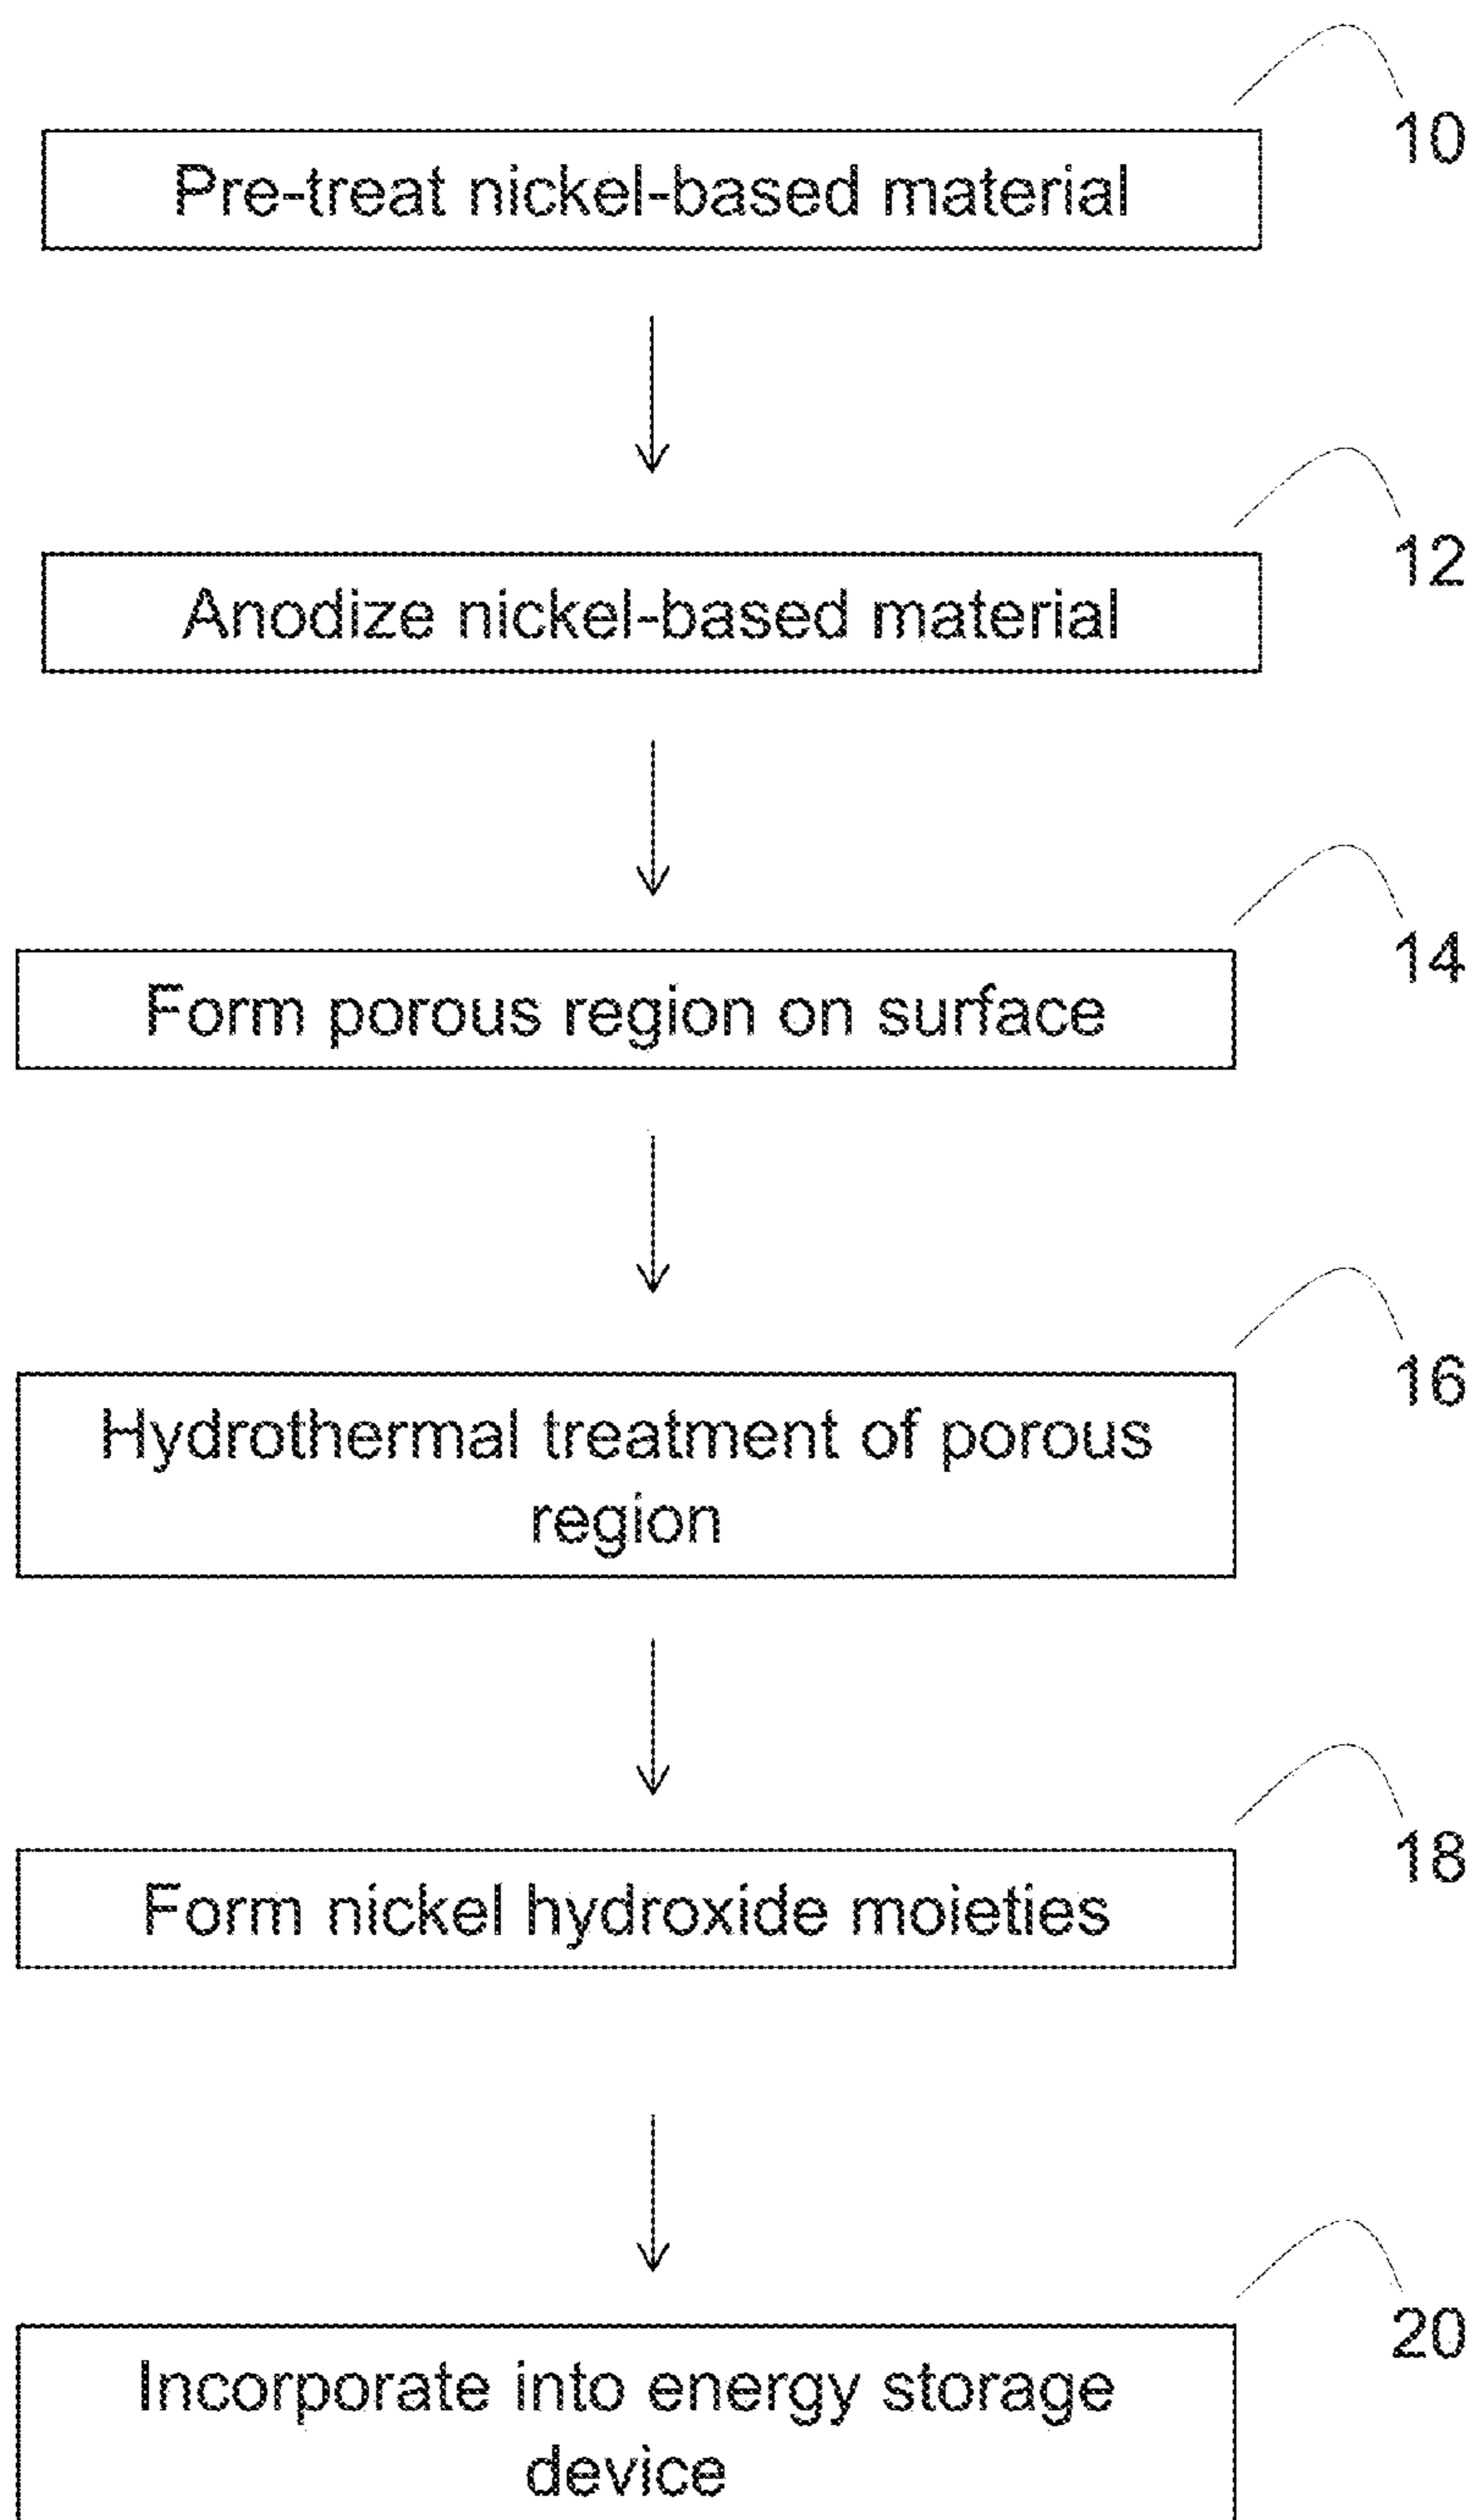 10
Pre-treat nickel-based material
12
Anodize nickel-based material
14
Form porous region on surface
16
Hydrothermal treatment of porous
region
18
Form nickel hydroxide moieties
20
Incorporate into energy storage
device